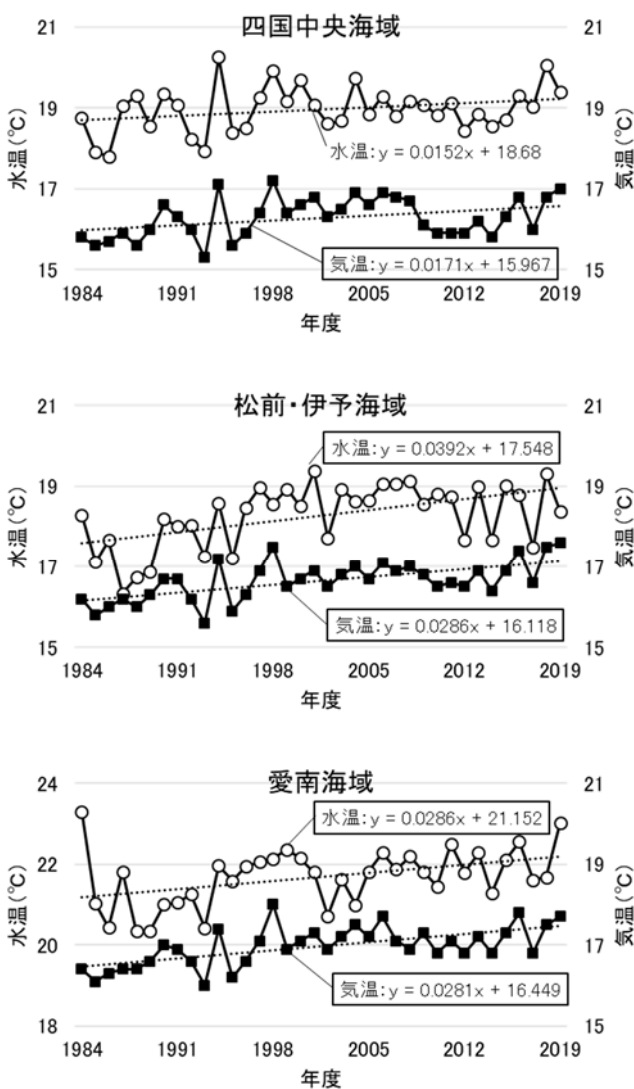 四国中央海域
21
19
17
15
21
19
17
15
水温(℃)
気温(℃)
水温:y = 0.0152x + 18.68
気温:y = 0.0171x + 15.967
1984 1991 1998 2005 2012 2019
年度
松前・伊予海域
21
19
17
15
21
19
17
15
水温(℃)
気温(℃)
水温:y = 0.0392x + 17.548
気温:y = 0.0286x + 16.118
1984 1991 1998 2005 2012 2019
年度
愛南海域
24
22
20
18
21
19
17
15
水温(℃)
気温(℃)
水温:y = 0.0286x + 21.152
気温:y = 0.0281x + 16.449
1984 1991 1998 2005 2012 2019
年度